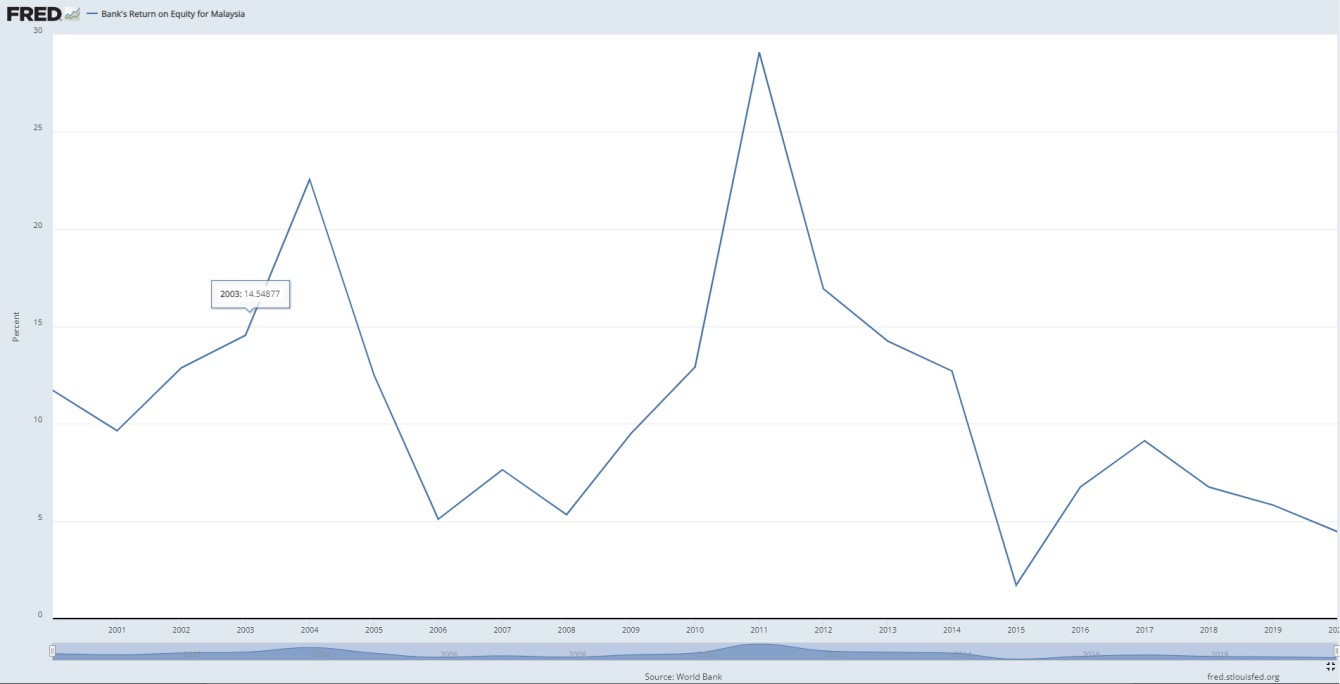 FRED
Bank's Return on Equity for Malaysia
30
25
20
15
10
5
0
Percent
2003: 14.54877
2001 2002 2003 2004 2005 2006 2007 2008 2009 2010 2011 2012 2013 2014 2015 2016 2017 2018 2019 202
2006 2008 2014 2016 2018
Source: World Bank
fred.stlouisfed.org